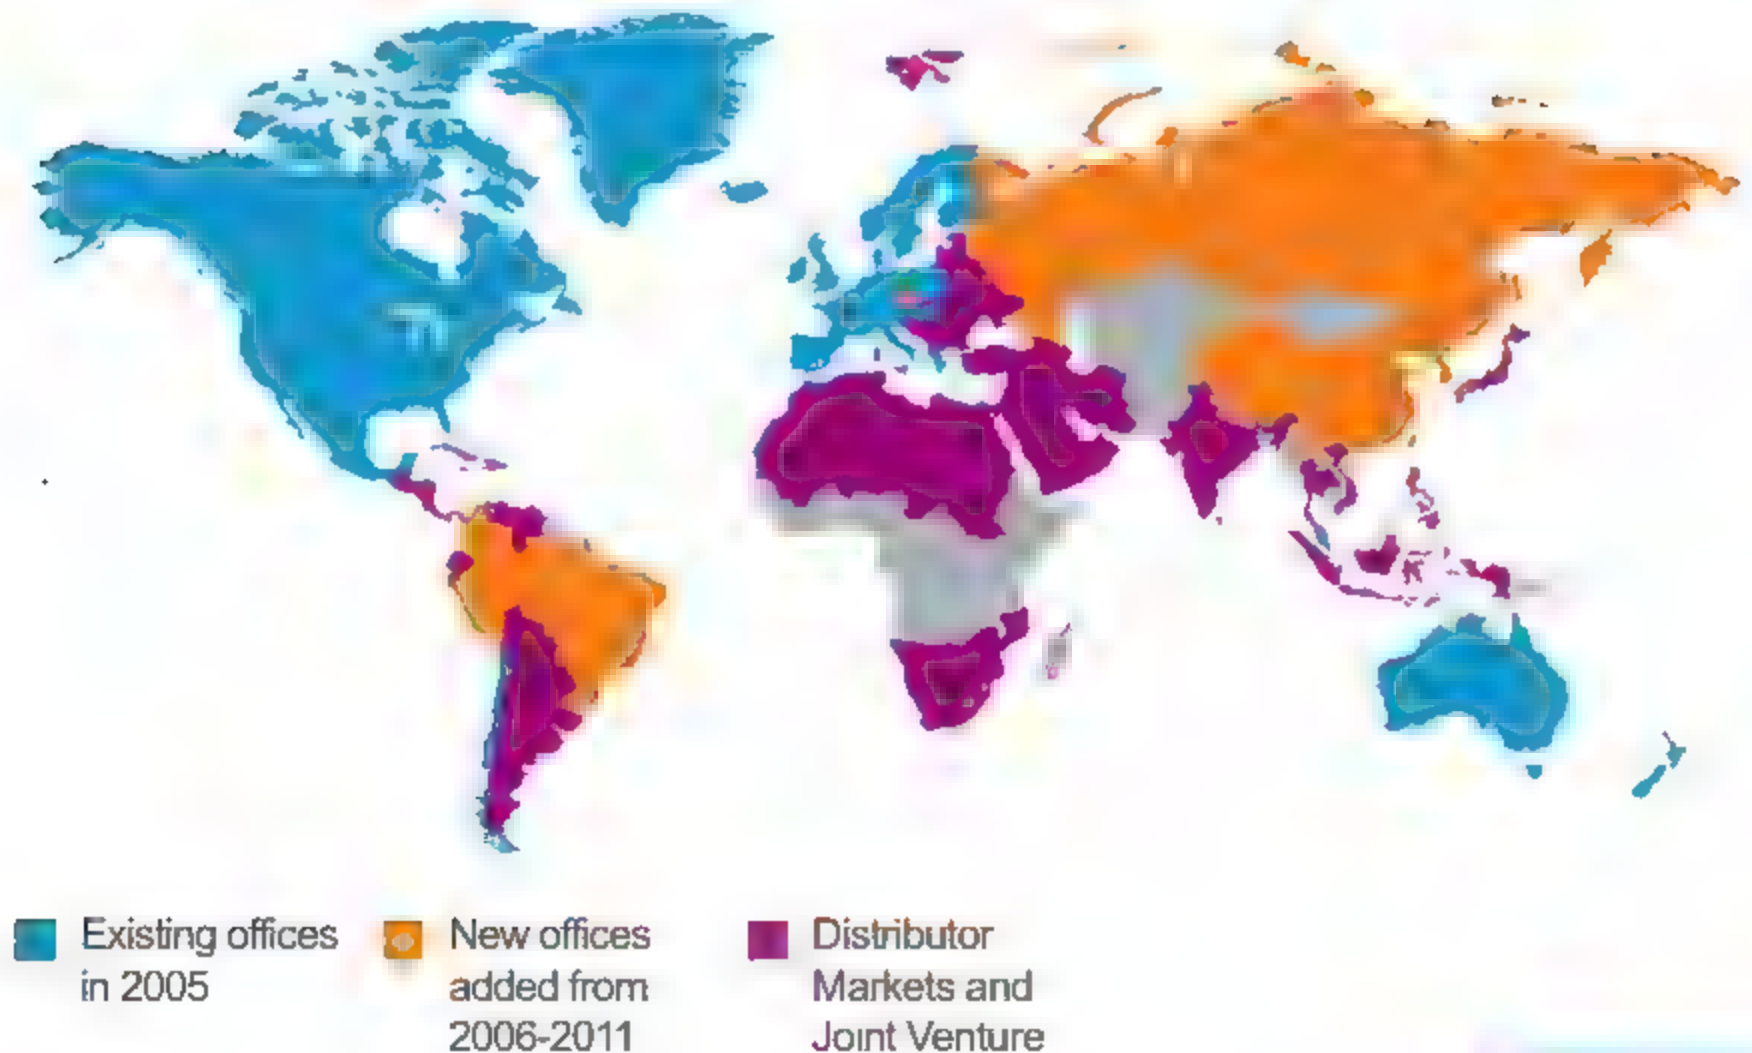 Existing offices
in 2005
New offices
added from
2006-2011
Distributor
Markets and
Joint Venture